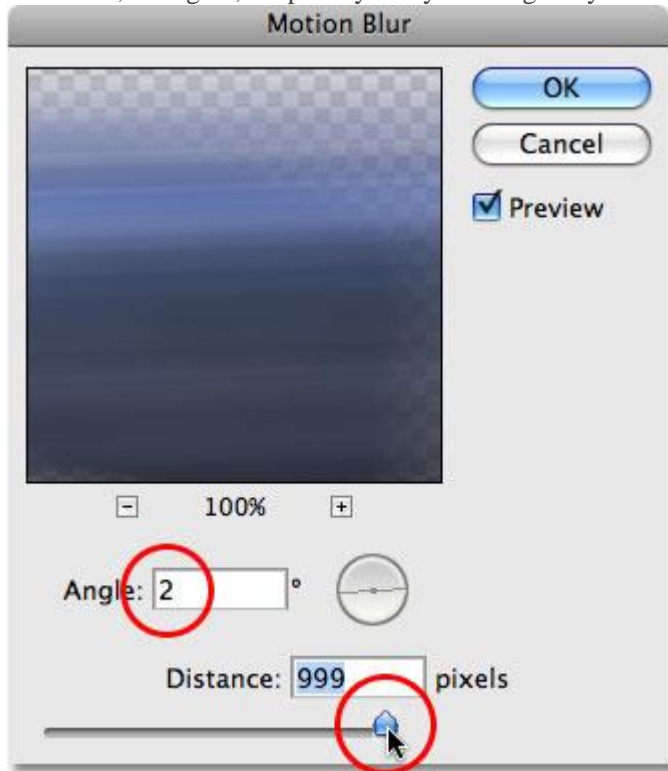 Motion Blur
OK
Cancel
Preview
100%
Angle: 2 °
Distance: 999 pixels